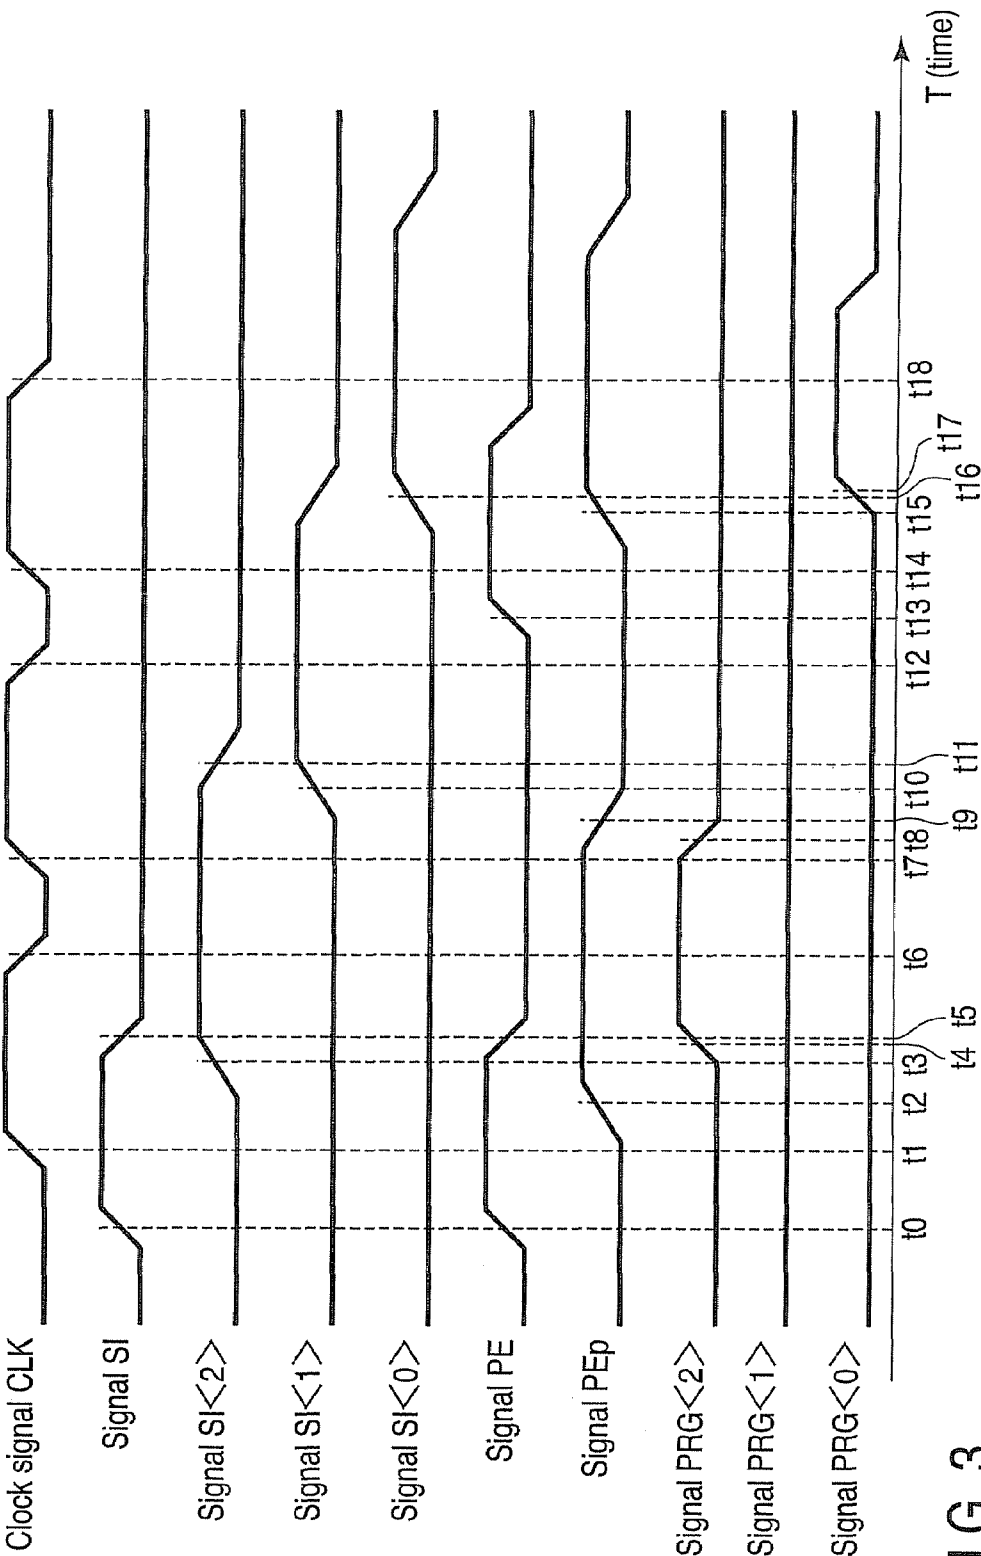 Clock signal CLK
Signal SI
Signal SI<2>
Signal SI<1>
Signal SI<0>
Signal PE
Signal PEp
Signal PRG<2>
Signal PRG<1>
Signal PRG<0>
t0
t1
t2
t3
t4
t5
t6
t7
t8
t9
t10
t11
t12
t13
t14
t15
t16
t17
t18
T (time)
I G. 3